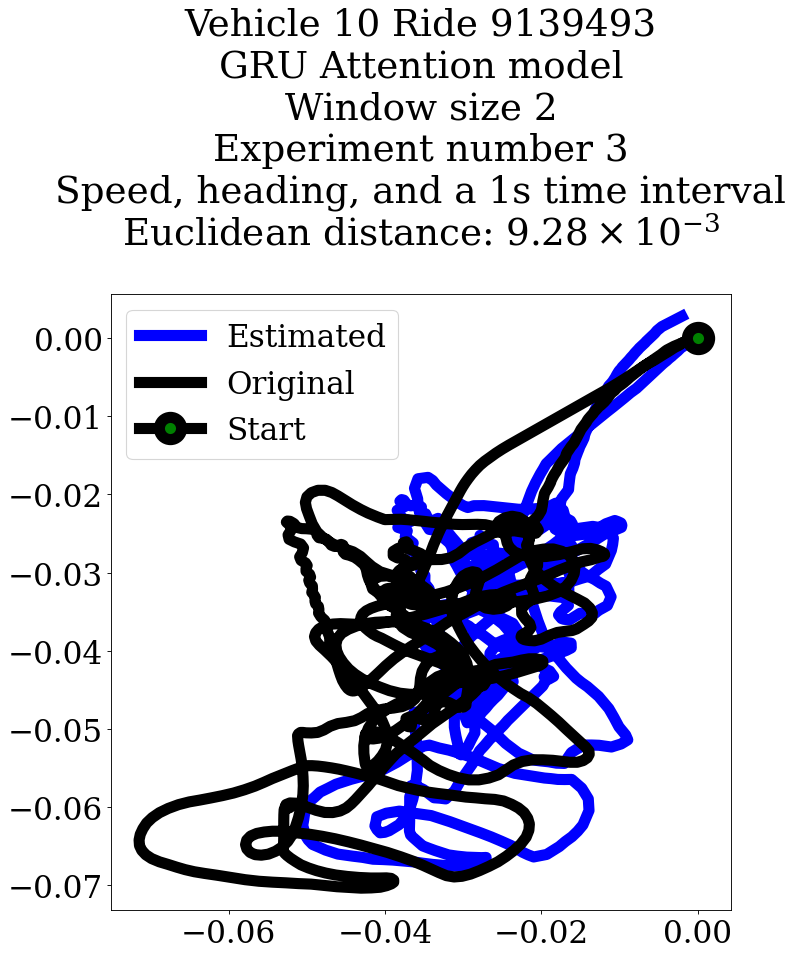 Vehicle 10 Ride 9139493
GRU Attention model
Window size 2
Experiment number 3
Speed, heading, and a 1s time interval
Euclidean distance: 9.28 × 10⁻³
Estimated
Original
Start
0.00
−0.01
−0.02
−0.03
−0.04
−0.05
−0.06
−0.07
−0.06 −0.04 −0.02 0.00